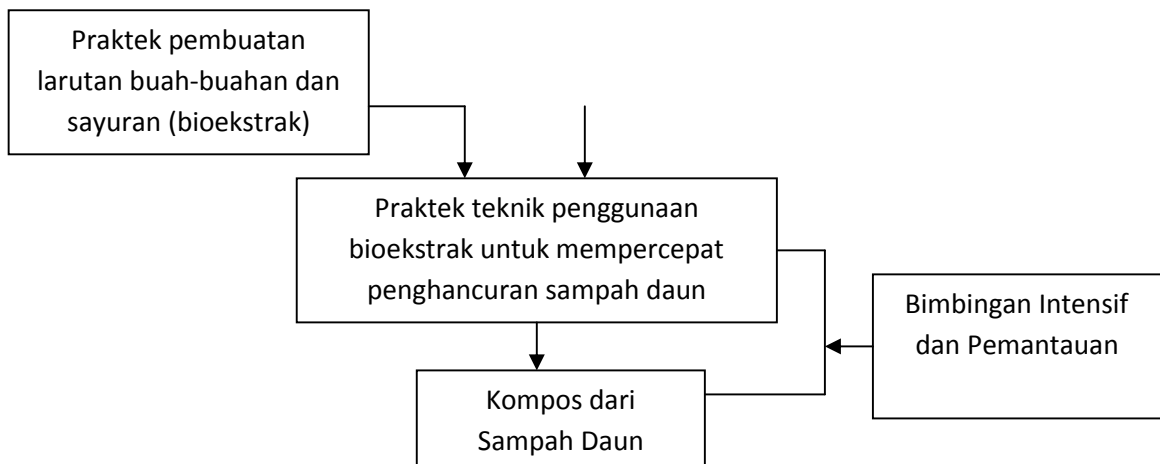 Praktek pembuatan
larutan buah-buahan dan
sayuran (bioekstrak)
Praktek teknik penggunaan
bioekstrak untuk mempercepat
penghancuran sampah daun
Bimbingan Intensif
dan Pemantauan
Kompos dari
Sampah Daun